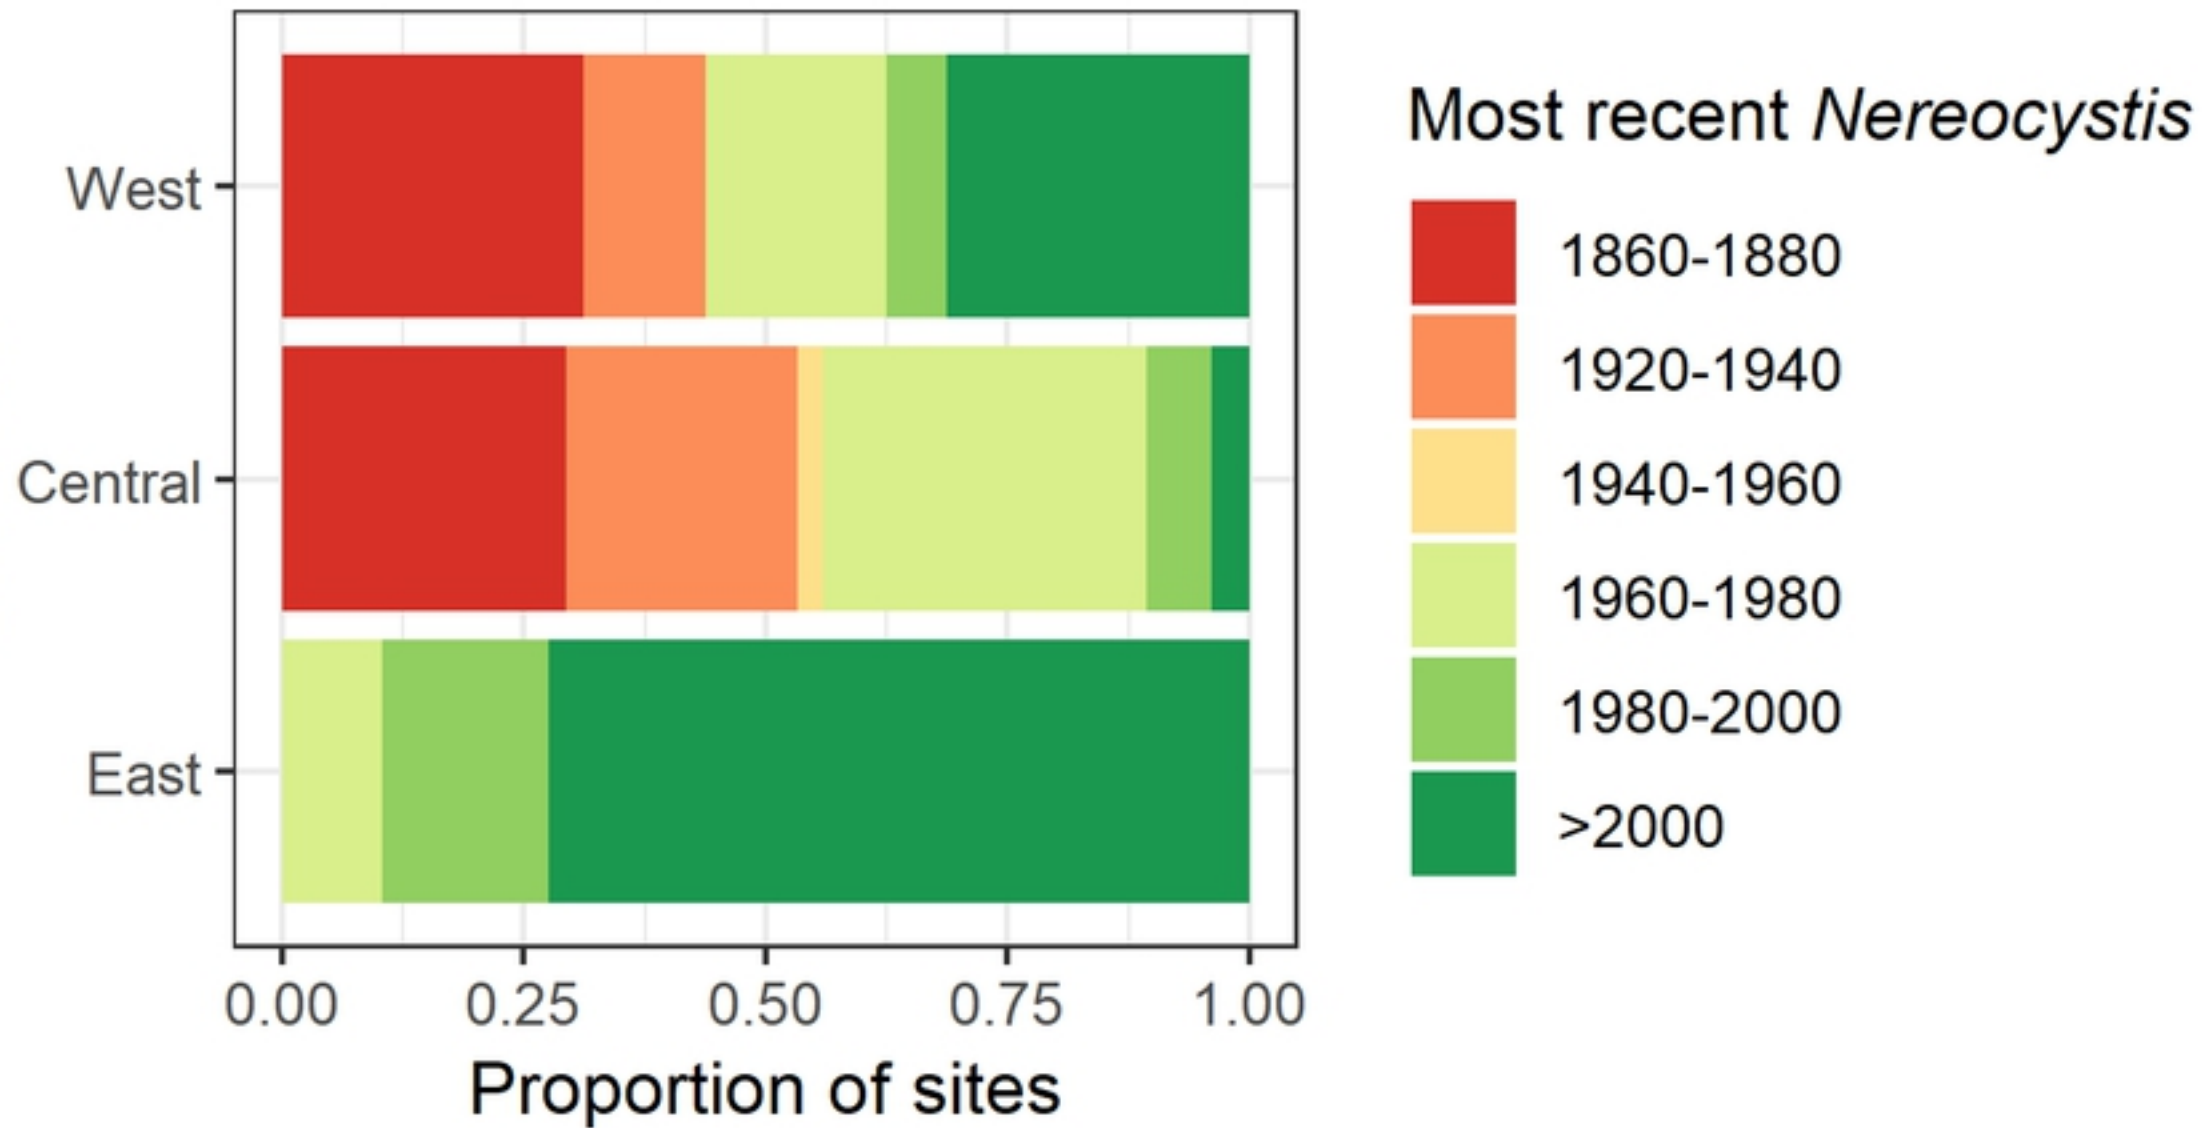 West
Central
East
0.00 0.25 0.50 0.75 1.00
Proportion of sites
Most recent Nereocystis
1860-1880
1920-1940
1940-1960
1960-1980
1980-2000
>2000